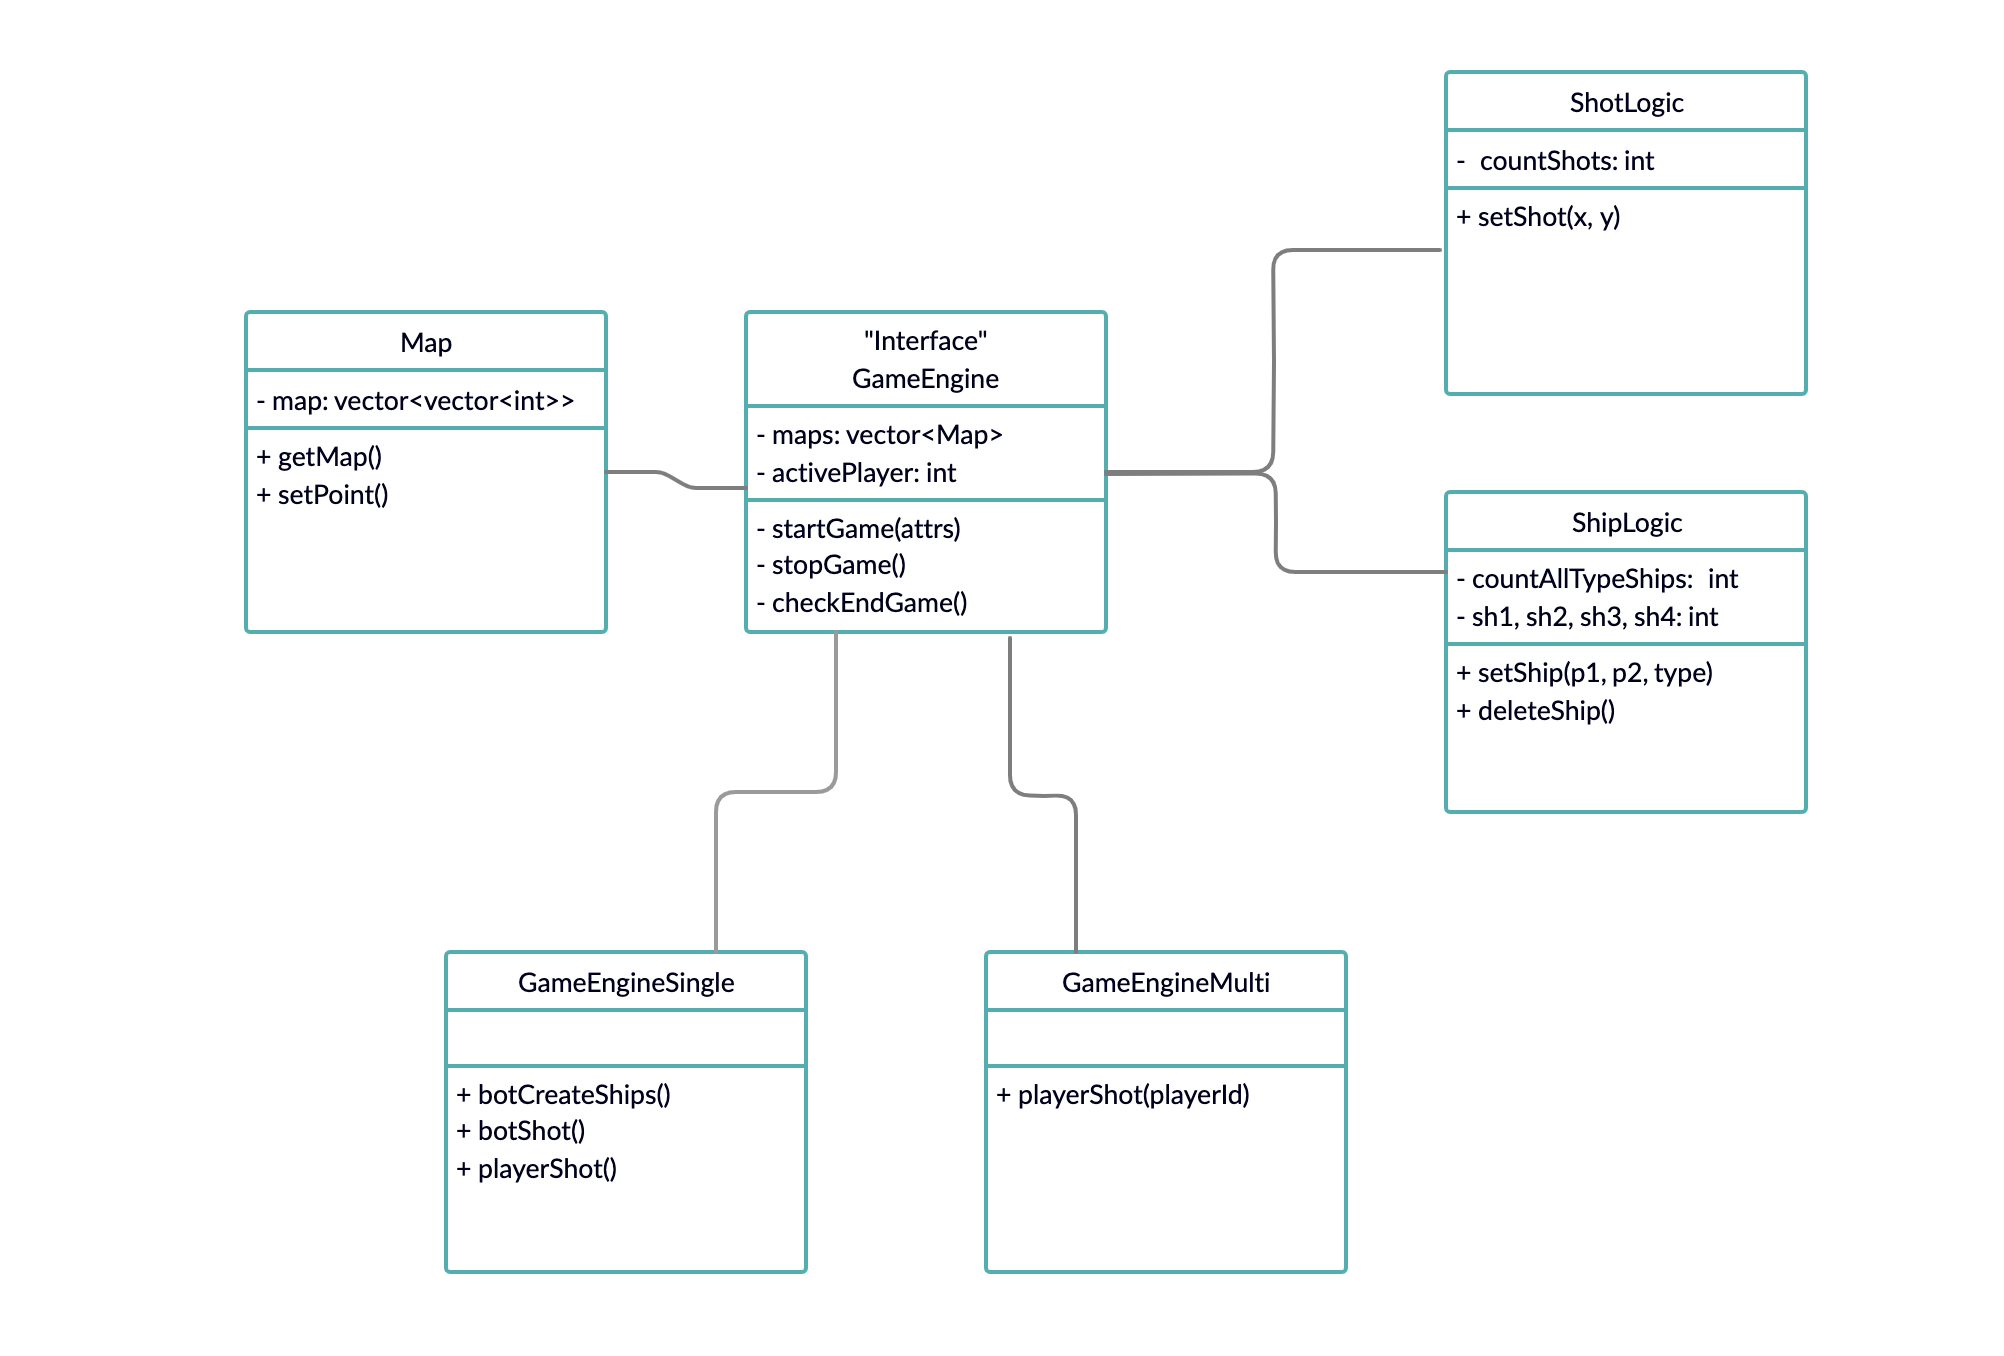 ShotLogic
- countShots: int
+ setShot(x, y)
Map
- map: vector<vector<int>>
+ getMap()
+ setPoint()
"Interface"
GameEngine
- maps: vector<Map>
- activePlayer: int
- startGame(attrs)
- stopGame()
- checkEndGame()
ShipLogic
- countAllTypeShips: int
- sh1, sh2, sh3, sh4: int
+ setShip(p1, p2, type)
+ deleteShip()
GameEngineSingle
+ botCreateShips()
+ botShot()
+ playerShot()
GameEngineMulti
+ playerShot(playerId)